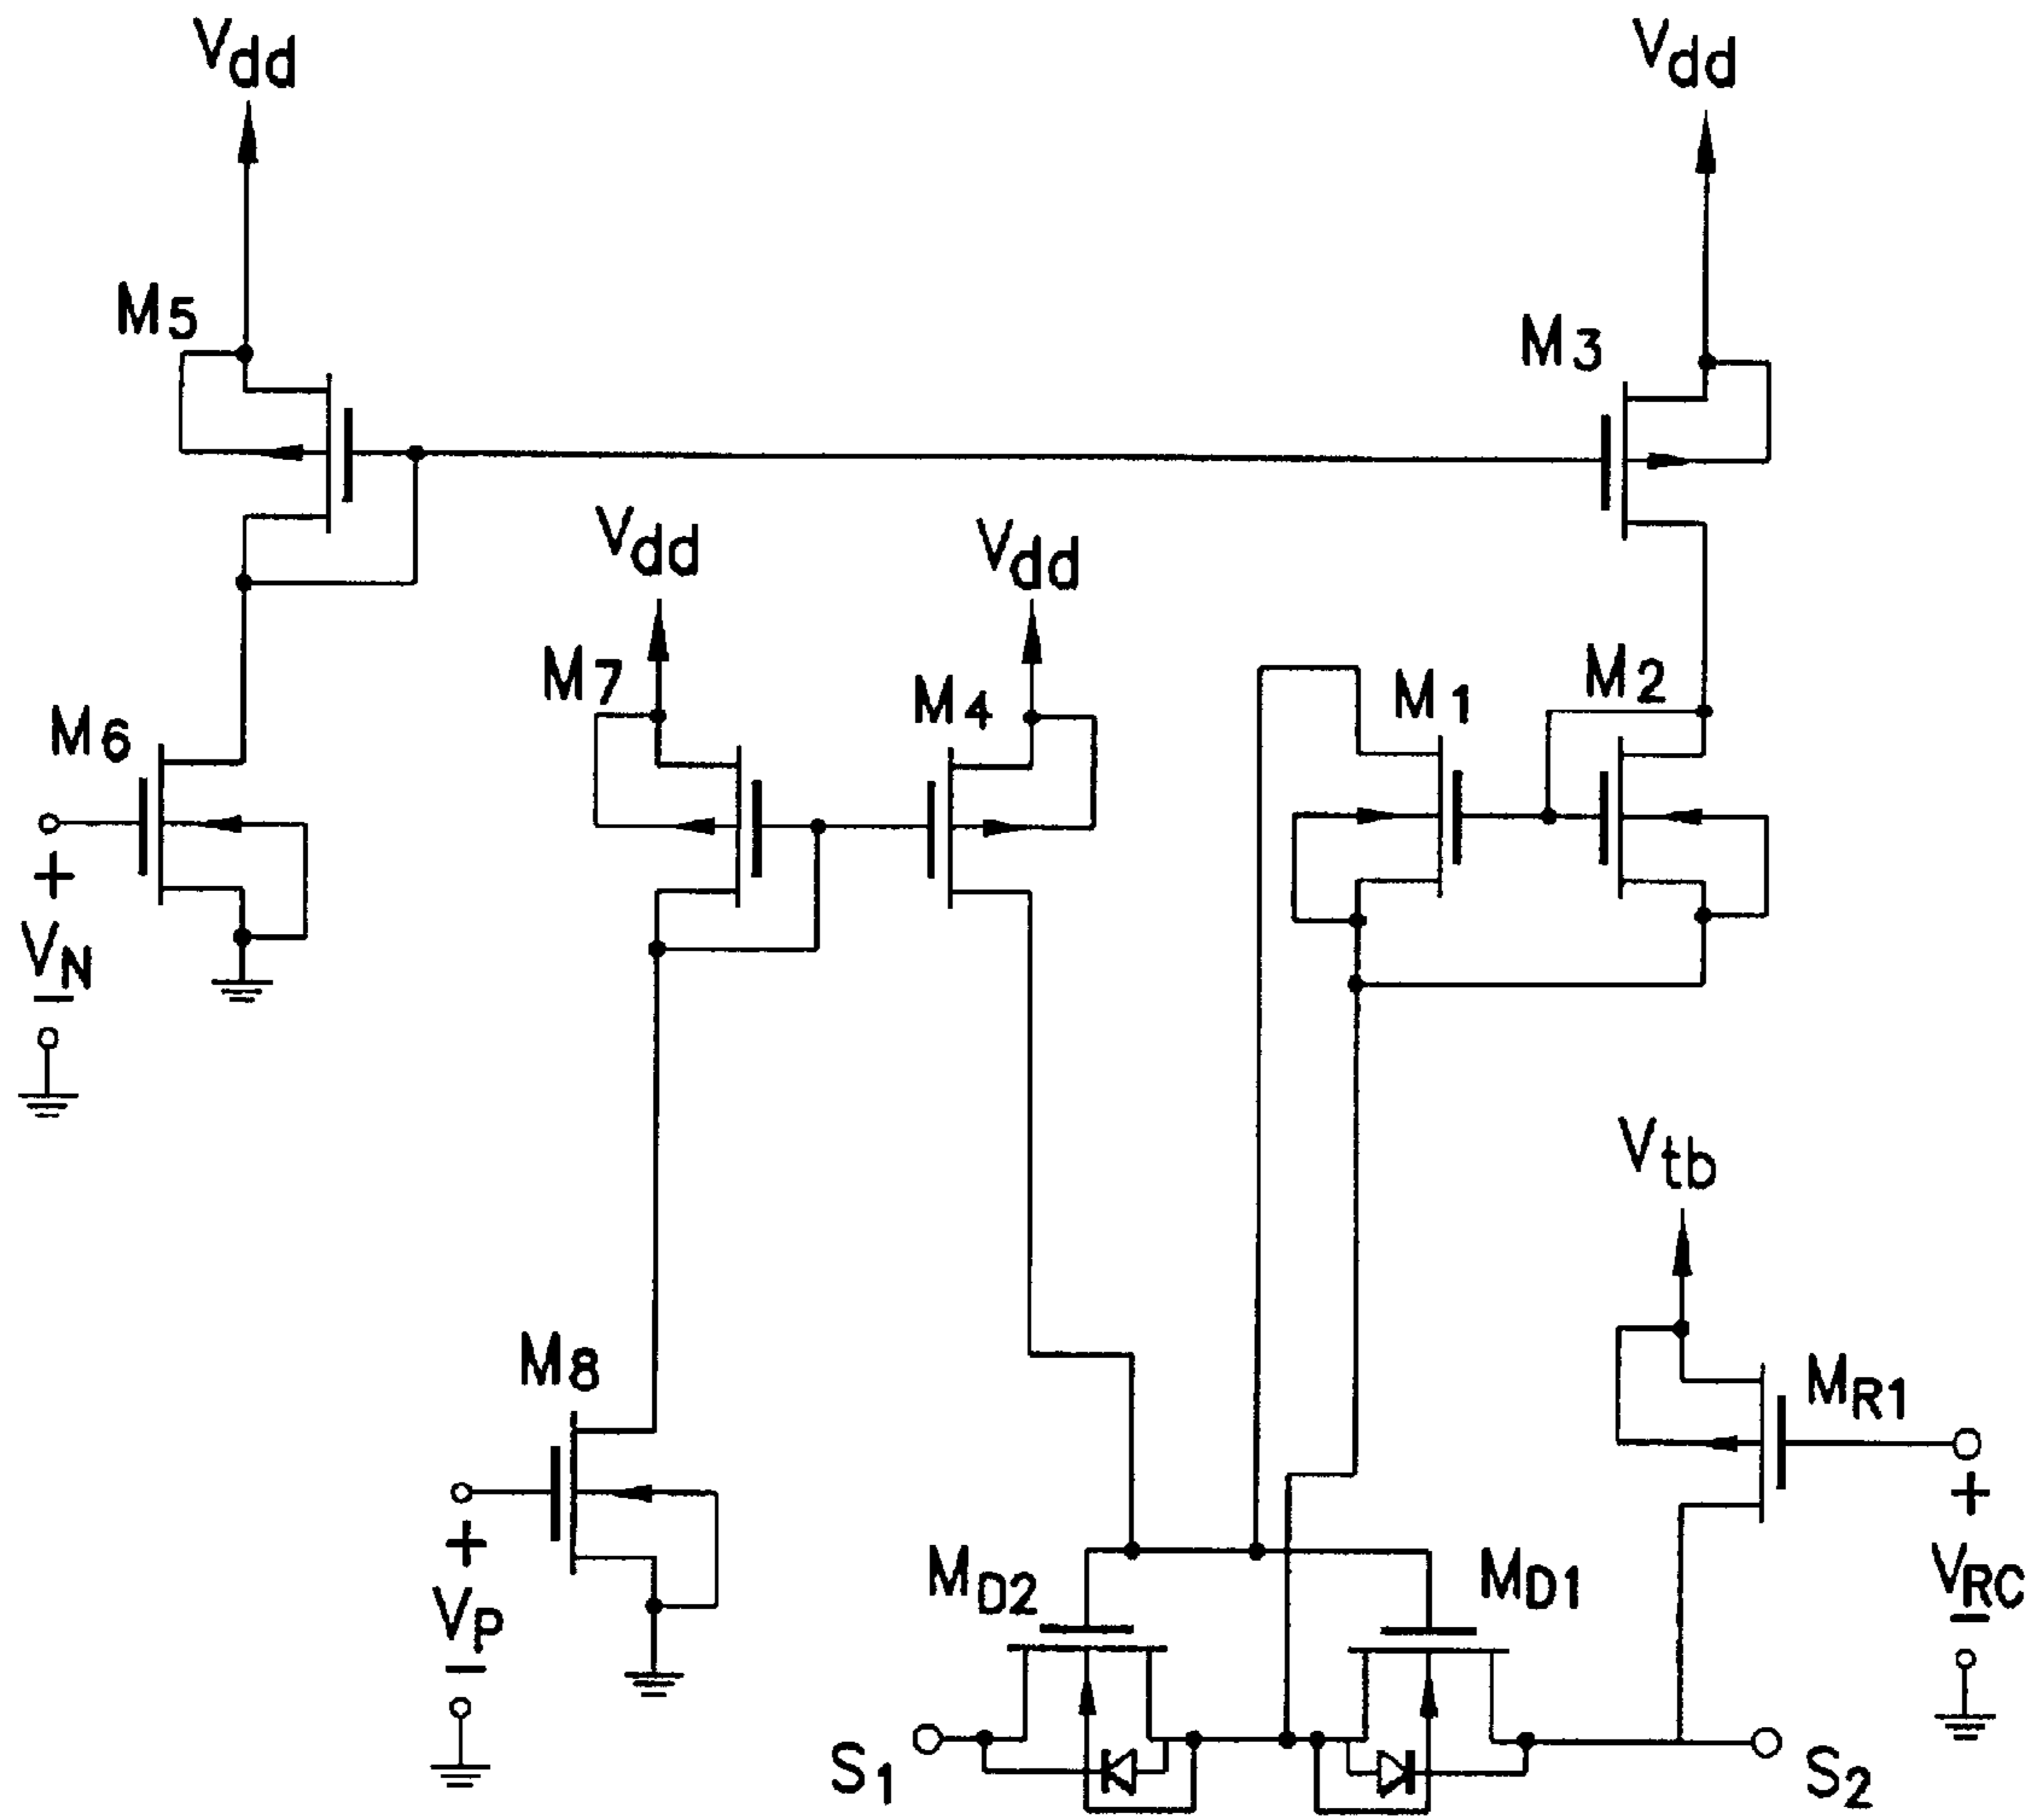 Vdd
Vdd
M5
M3
Vdd
Vdd
M7
M4
M1
M2
M6
+
VN
−
Vtb
M8
MR1
+
VP
−
+
VRC
−
MD2
MD1
S1
S2